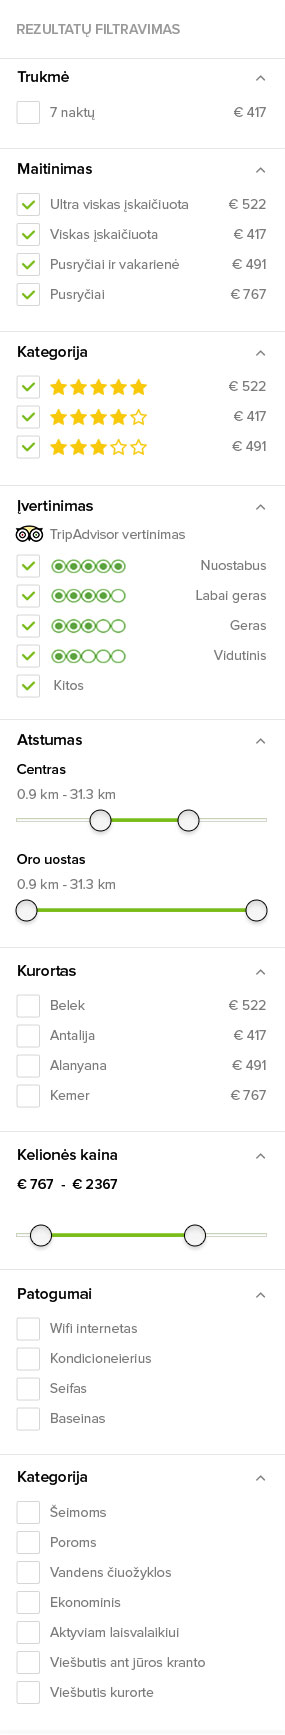 REZULTATŲ FILTRAVIMAS
Trukmė
7 naktų € 417
Maitinimas
Ultra viskas įskaičiuota € 522
Viskas įskaičiuota € 417
Pusryčiai ir vakarienė € 491
Pusryčiai € 767
Kategorija
€ 522
€ 417
€ 491
Įvertinimas
TripAdvisor vertinimas
Nuostabus
Labai geras
Geras
Vidutinis
Kitos
Atstumas
Centras
0.9 km - 31.3 km
Oro uostas
0.9 km - 31.3 km
Kurortas
Belek € 522
Antalija € 417
Alanyana € 491
Kemer € 767
Kelionės kaina
€ 767 - € 2367
Patogumai
Wifi internetas
Kondicioneierius
Seifas
Baseinas
Kategorija
Šeimoms
Poroms
Vandens čiuožyklos
Ekonominis
Aktyviam laisvalaikiui
Viešbutis ant jūros kranto
Viešbutis kurorte